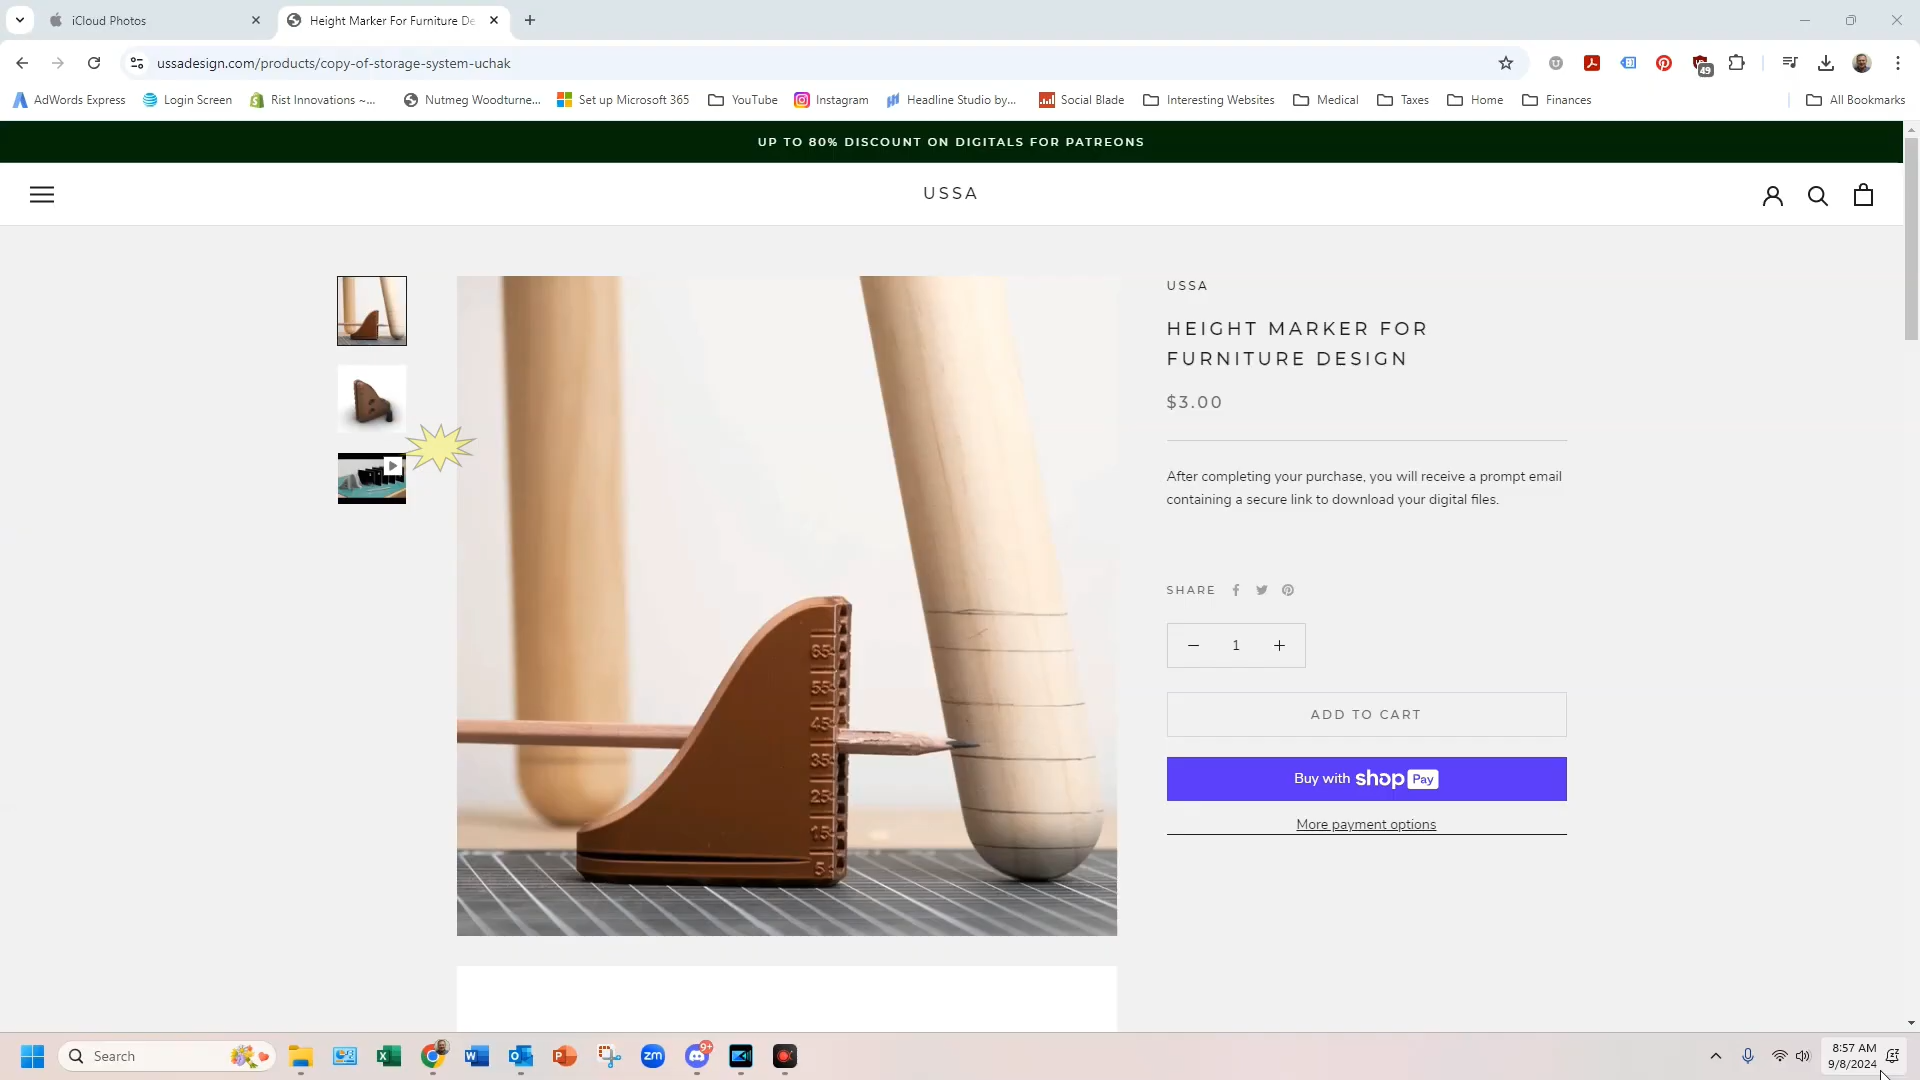 iCloud Photos
Height Marker For Furniture De
ussadesign.com/products/copy-of-storage-system-uchak
49
AdWords Express
Login Screen
Rist Innovations ~...
Nutmeg Woodturne...
Set up Microsoft 365
YouTube
Instagram
Headline Studio by...
Social Blade
Interesting Websites
Medical
Taxes
Home
Finances
All Bookmarks
UP TO 80% DISCOUNT ON DIGITALS FOR PATREONS
USSA
USSA
HEIGHT MARKER FOR
FURNITURE DESIGN
$3.00
After completing your purchase, you will receive a prompt email
containing a secure link to download your digital files.
SHARE
1
ADD TO CART
Buy with shop Pay
More payment options
65
55
45
35
25
15
5
Search
zm
9+
8:57 AM
9/8/2024